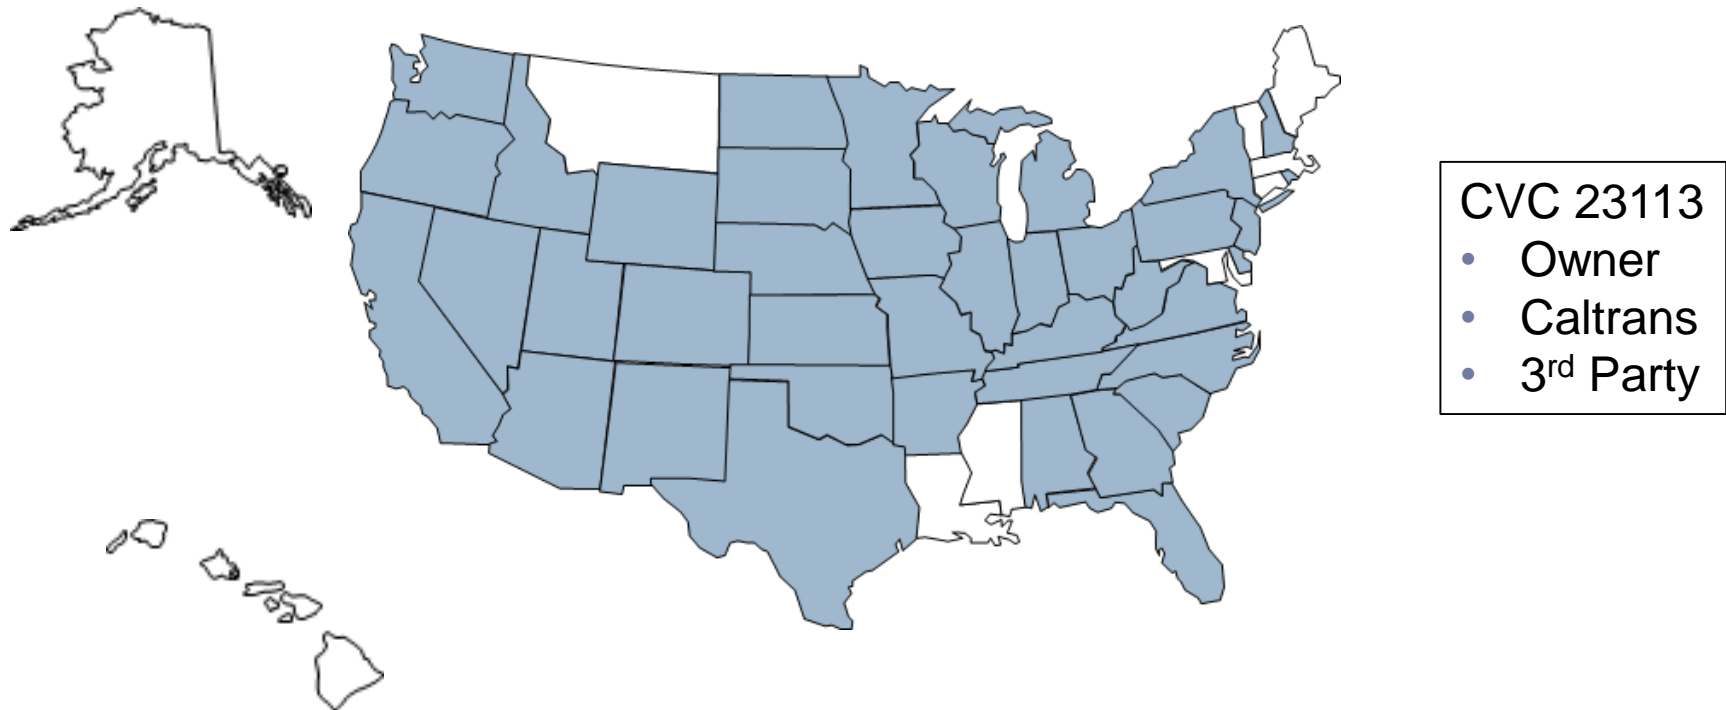 CVC 23113
• Owner
• Caltrans
• 3rd Party